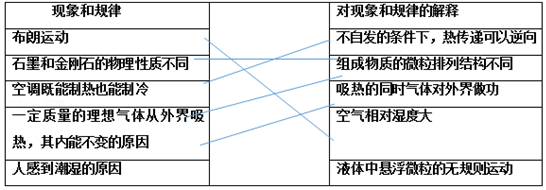 现象和规律
对现象和规律的解释
布朗运动
不自发的条件下，热传递可以逆向
石墨和金刚石的物理性质不同
组成物质的微粒排列结构不同
空调既能制热也能制冷
吸热的同时气体对外界做功
一定质量的理想气体从外界吸
热，其内能不变的原因
空气相对湿度大
人感到潮湿的原因
液体中悬浮微粒的无规则运动